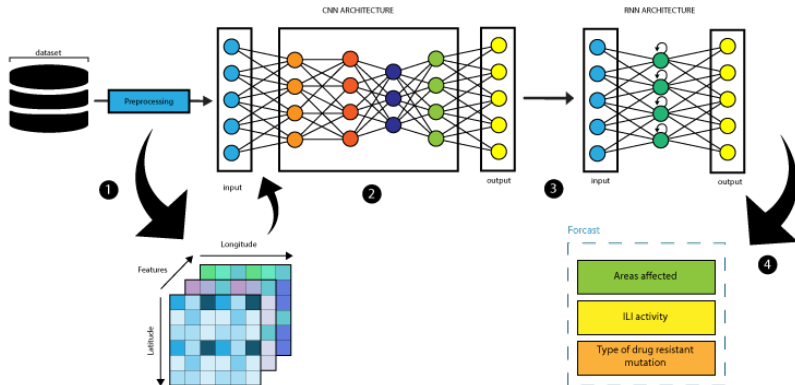 CNN ARCHITECTURE
RNN ARCHITECTURE
dataset
Preprocessing
input
output
input
output
1
2
3
4
Longitude
Features
Latitude
Forcast
Areas affected
ILI activity
Type of drug resistant
mutation